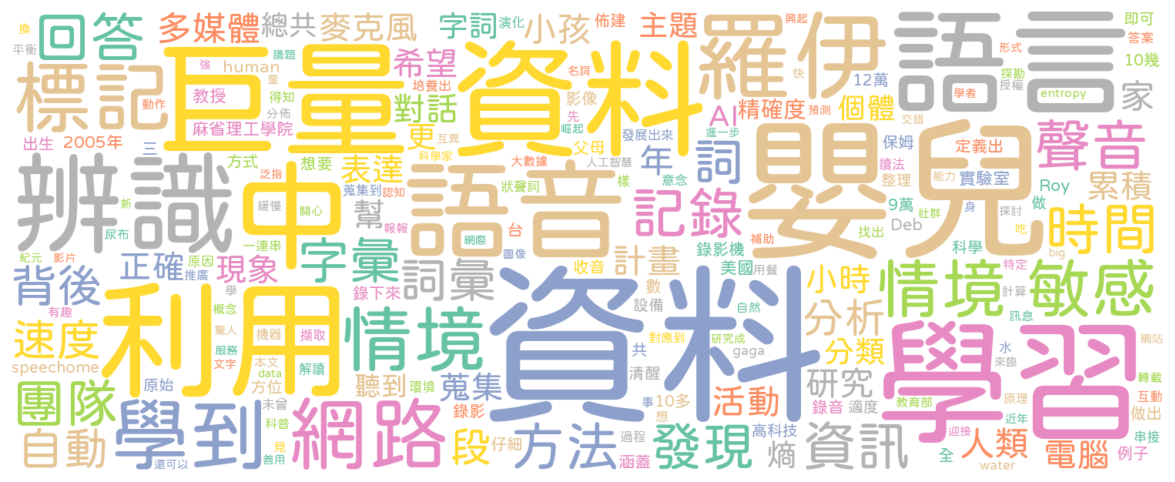 回答 多媒體 總共 麥克風 字詞 演化 小孩 佈建 主題 羅伊 興起 語言 即可
換 平衡 議題 名詞 形式 答案
標記 巨量資料 強 human 量 希望 培養出 影像 快 12萬 探勘 授權 10幾
動作 教授 得知 對話 先 AI 精確度 預測 個體 學者 entropy 家
出生 2005年 麻省理工學院 分佈 更 互異 崛起 發展出來 進一步 交錯 定義出 聲音
三 方式 想要 表達 科學家 父母 年 詞 保姆 讀法
辨識 泛指 中 蒐集到 認知 大數據 人工智慧 嬰兒 整理 能力 實驗室 累積
新 緩慢 關心 幫 語音 狀聲詞 樣 意念 記錄 9萬 社群 身 Roy 做
尿布 一連串 報報 網際 台 補助 Deb 找出 探討 吃 時間
紀元 影片 原因 字彙 圖像 錄影機 科學 big
背後 正確 推廣 現象 錄下來 詞彙 收音 計畫 美國 用餐 小時 情境 特定 敏感
有趣 學 概念 數 設備 自然 計算 訊息
速度 利用 驚人 機器 擷取 情境 資料 對應到 研究成 分析 學習 網站
speechome 服務 文字 本文 data 解讀 共 gaga 分類 水 來臨
團隊 原始 方位 聽到 環境 蒐集 清醒 研究 教育部 原理 轉載 互動
學到 未曾 科普 網路 錄影 事 10多 想 活動 錄音 適度 近年 做出
自動 見 善用 還可以 段 仔細 方法 過程 涵蓋 發現 高科技 熵 資訊 迎接 全 人類 water 電腦 串接 例子